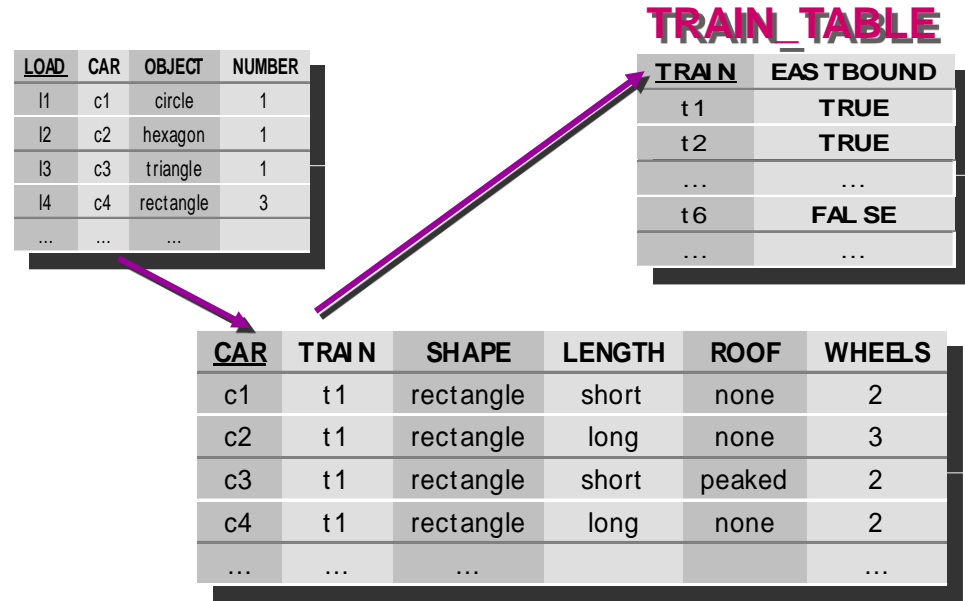 TRAIN_TABLE
LOAD CAR OBJECT NUMBER
l1 c1 circle 1
l2 c2 hexagon 1
l3 c3 triangle 1
l4 c4 rectangle 3
… … …
TRAIN EASTBOUND
t1 TRUE
t2 TRUE
… …
t6 FALSE
… …
CAR TRAIN SHAPE LENGTH ROOF WHEELS
c1 t1 rectangle short none 2
c2 t1 rectangle long none 3
c3 t1 rectangle short peaked 2
c4 t1 rectangle long none 2
… … … …